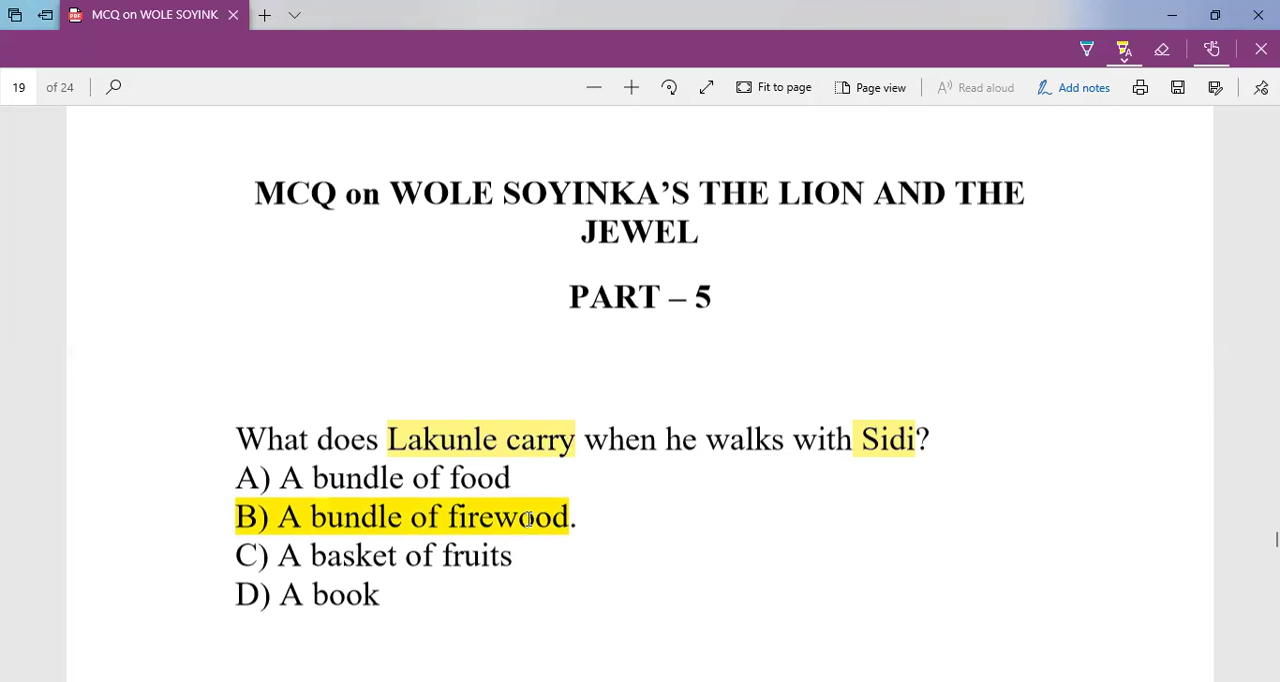 MCQ on WOLE SOYINK
19 of 24
Fit to page
Page view
Read aloud
Add notes
MCQ on WOLE SOYINKA’S THE LION AND THE
JEWEL
PART – 5
What does Lakunle carry when he walks with Sidi?
A) A bundle of food
B) A bundle of firewood.
C) A basket of fruits
D) A book